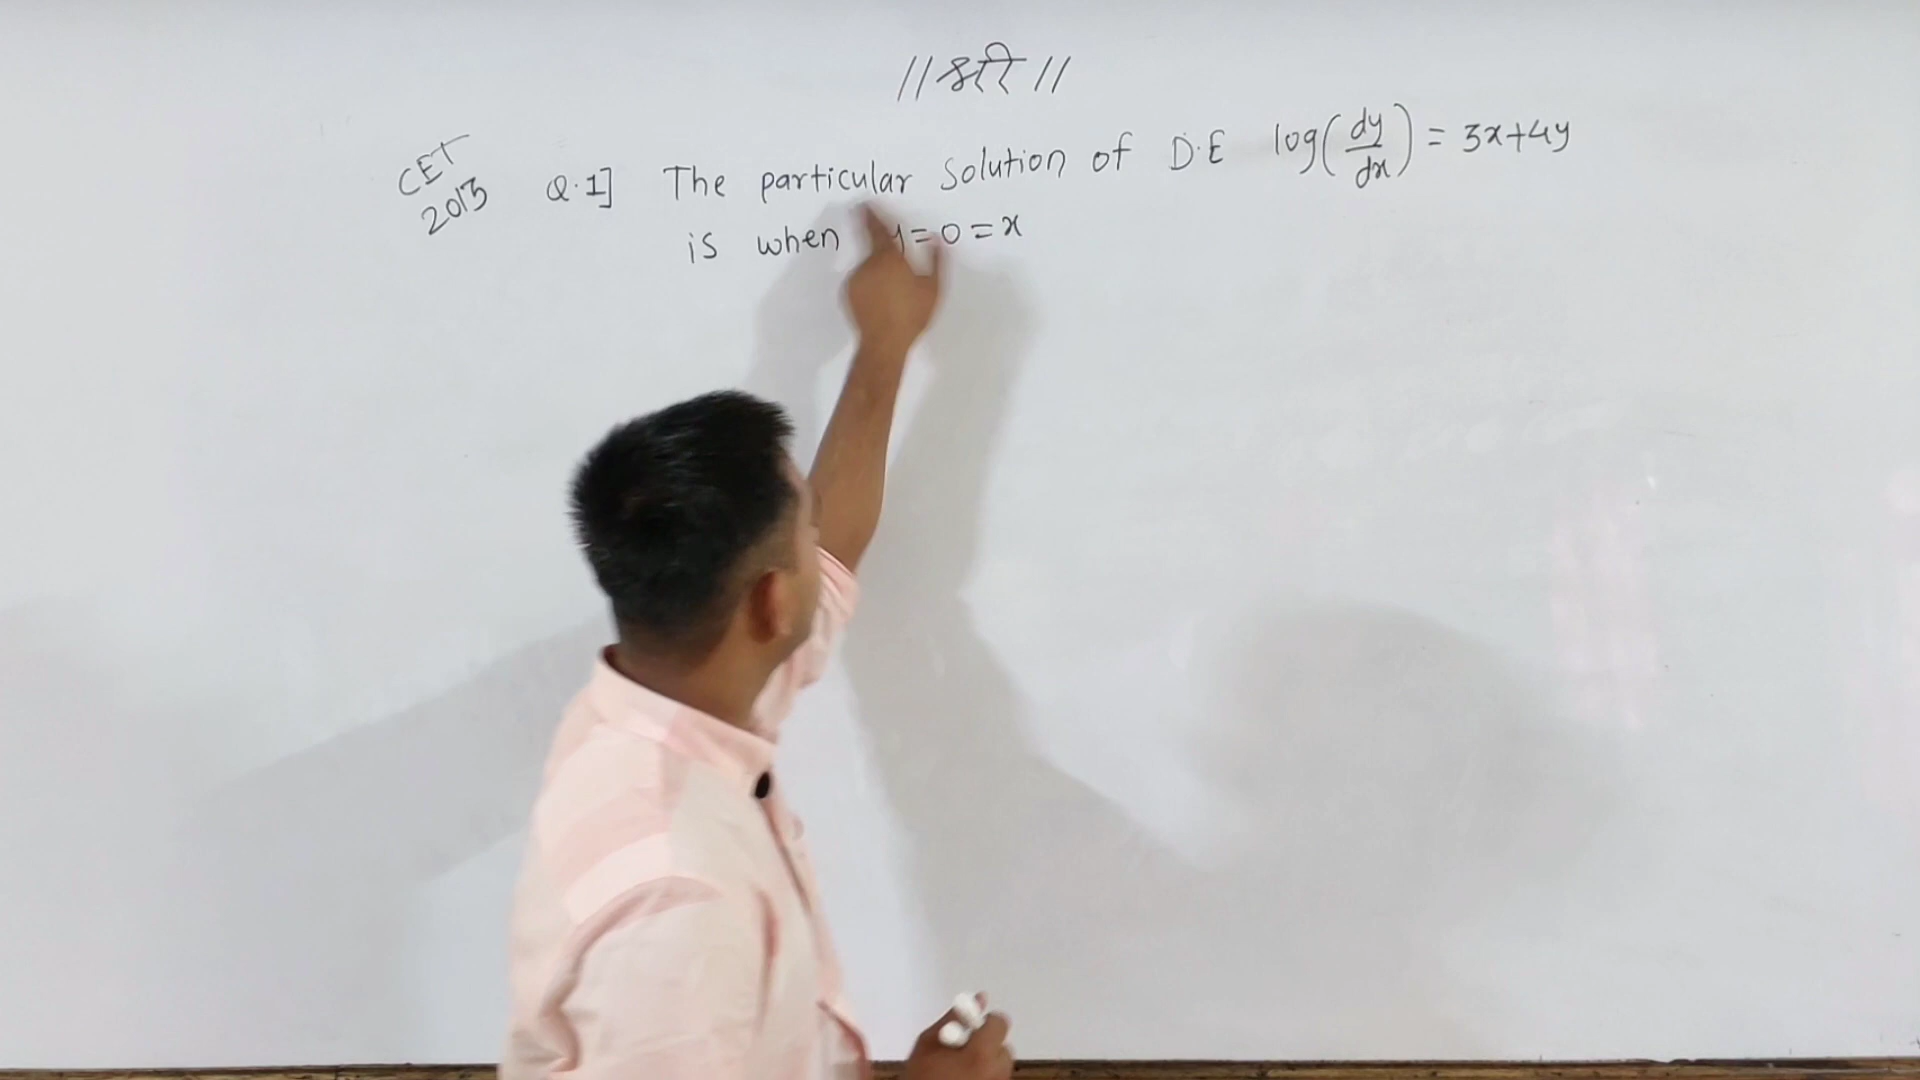 //श्री//
CET
2013
Q.1] The particular solution of D.E log(dy/dx) = 3x+4y
is when y=0=x